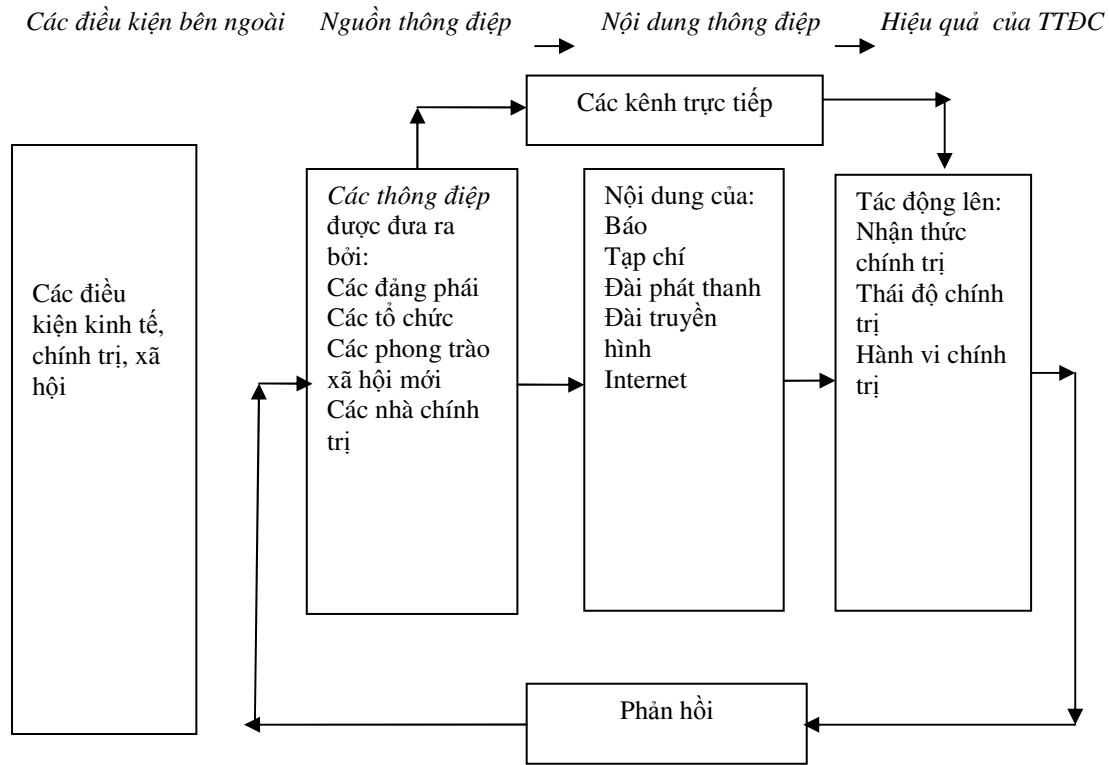 Các điều kiện bên ngoài
Nguồn thông điệp
Nội dung thông điệp
Hiệu quả của TTĐC
Các kênh trực tiếp
Các điều
kiện kinh tế,
chính trị, xã
hội
Các thông điệp
được đưa ra
bởi:
Các đảng phái
Các tổ chức
Các phong trào
xã hội mới
Các nhà chính
trị
Nội dung của:
Báo
Tạp chí
Đài phát thanh
Đài truyền
hình
Internet
Tác động lên:
Nhận thức
chính trị
Thái độ chính
trị
Hành vi chính
trị
Phản hồi